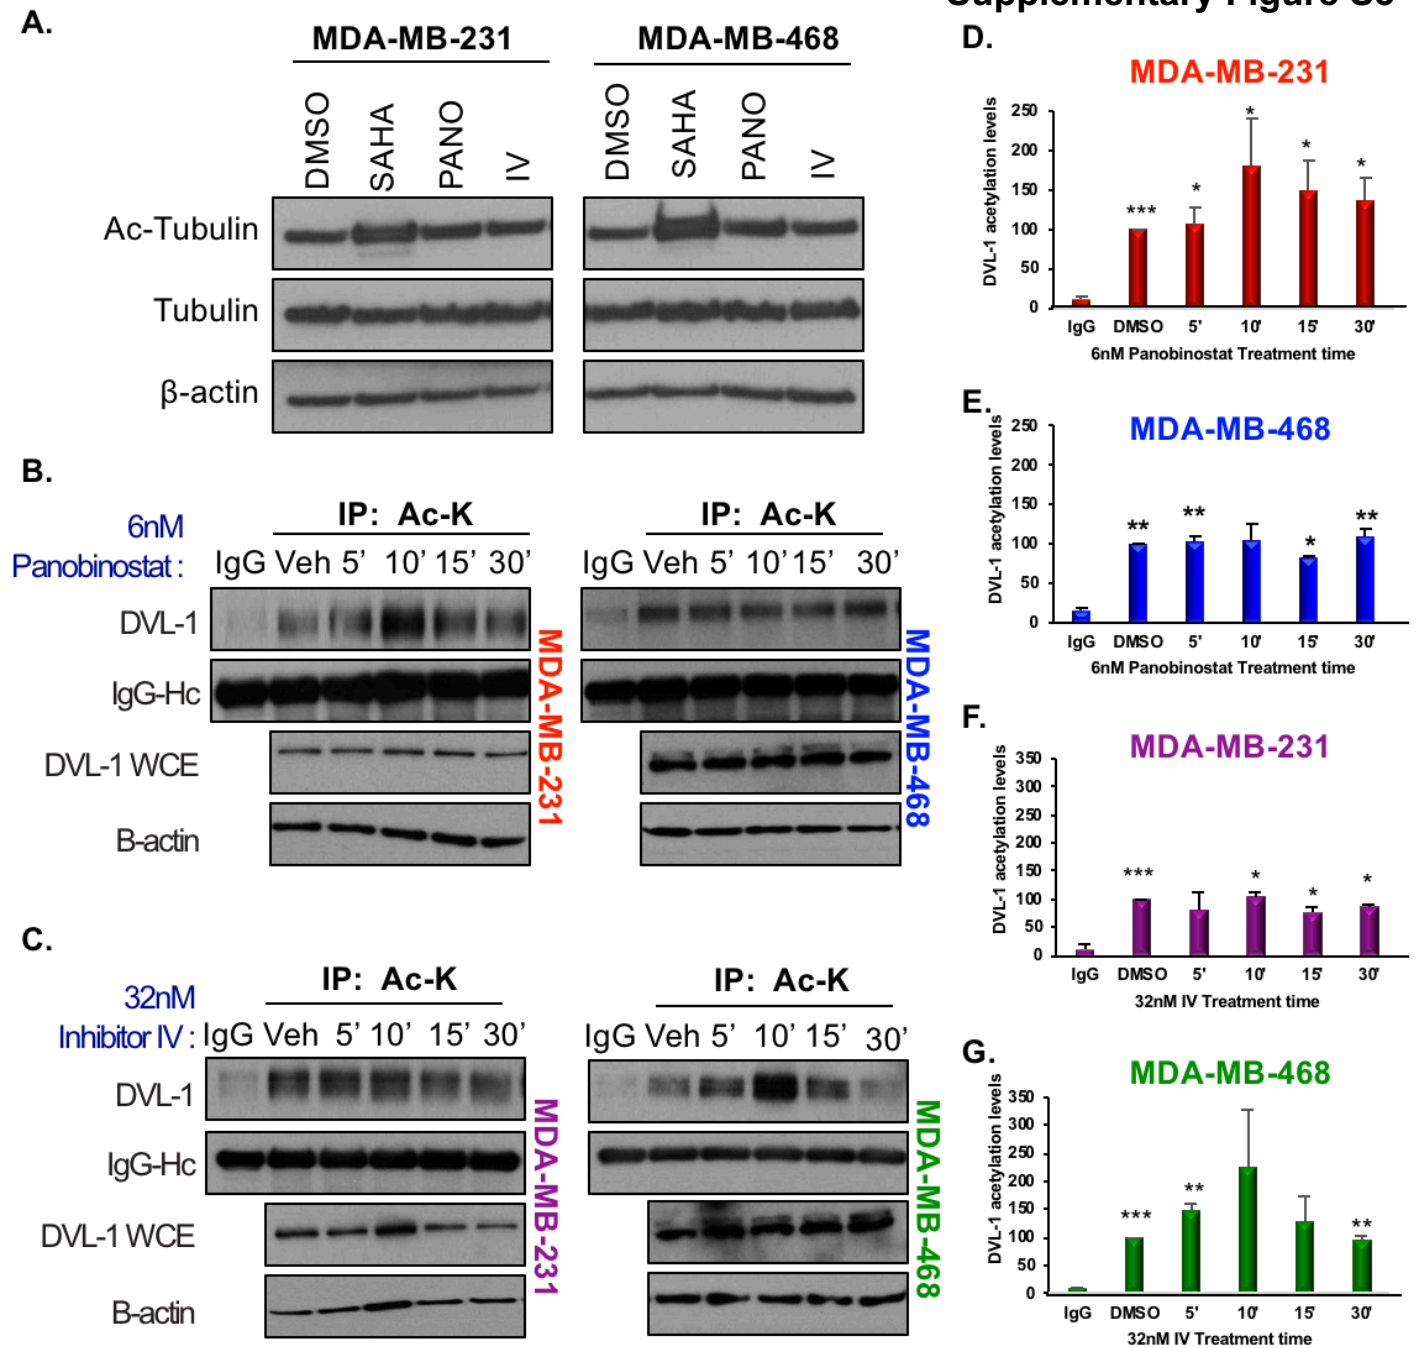 Supplementary Figure S3
A.
MDA-MB-231
MDA-MB-468
DMSO
SAHA
PANO
IV
DMSO
SAHA
PANO
IV
Ac-Tubulin
Tubulin
β-actin
B.
6nM
Panobinostat :
IP: Ac-K
IgG Veh 5’ 10’ 15’ 30’
IP: Ac-K
IgG Veh 5’ 10’ 15’ 30’
DVL-1
IgG-Hc
DVL-1 WCE
B-actin
MDA-MB-231
MDA-MB-468
C.
32nM
Inhibitor IV :
IP: Ac-K
IgG Veh 5’ 10’ 15’ 30’
IP: Ac-K
IgG Veh 5’ 10’ 15’ 30’
DVL-1
IgG-Hc
DVL-1 WCE
B-actin
MDA-MB-231
MDA-MB-468
D.
MDA-MB-231
DVL-1 acetylation levels
250
200
150
100
50
0
***
*
*
*
*
IgG DMSO 5' 10' 15' 30'
6nM Panobinostat Treatment time
E.
MDA-MB-468
DVL-1 acetylation levels
250
200
150
100
50
0
**
**
*
**
IgG DMSO 5' 10' 15' 30'
6nM Panobinostat Treatment time
F.
MDA-MB-231
DVL-1 acetylation levels
350
300
250
200
150
100
50
0
***
*
*
*
IgG DMSO 5' 10' 15' 30'
32nM IV Treatment time
G.
MDA-MB-468
DVL-1 acetylation levels
350
300
250
200
150
100
50
0
***
**
**
IgG DMSO 5' 10' 15' 30'
32nM IV Treatment time